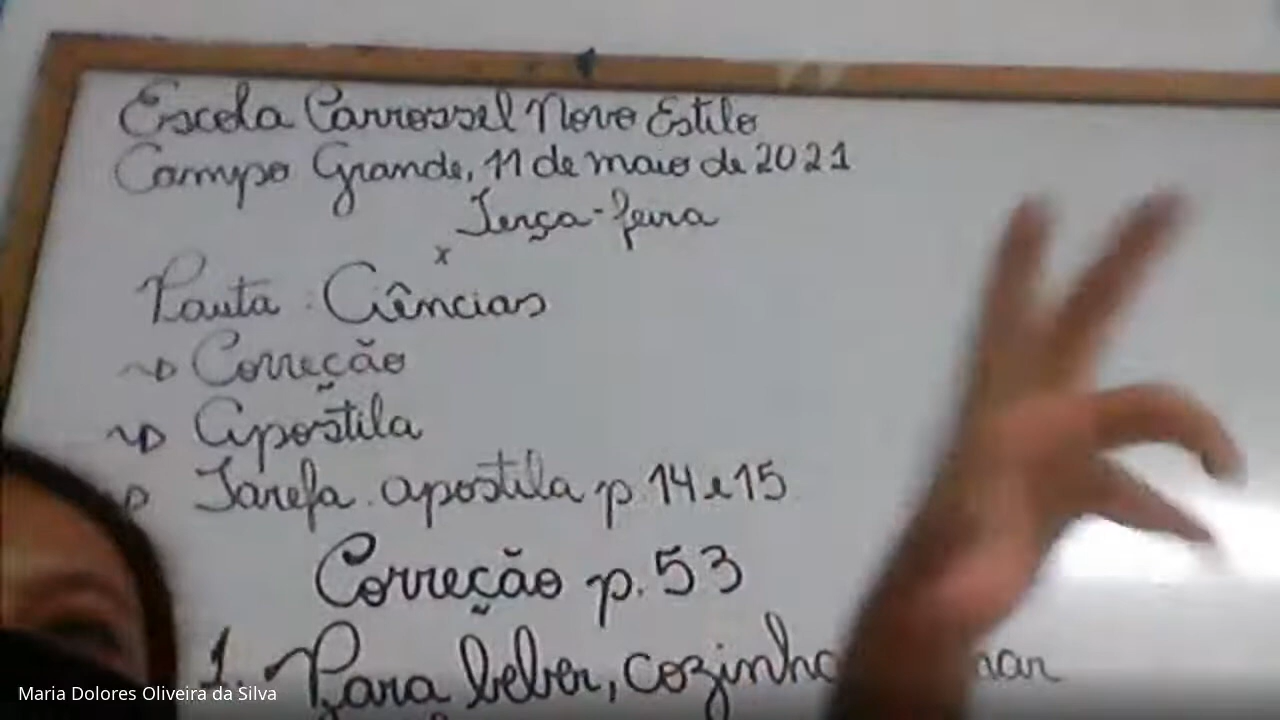 Escola Carrossel Novo Estilo
Campo Grande, 11 de maio de 2021
Terça-feira
x
Pauta: Ciências
Correção
Apostila
Tarefa. apostila p 14 e 15
Correção p. 53
1. Para beber,
Maria Dolores Oliveira da Silva